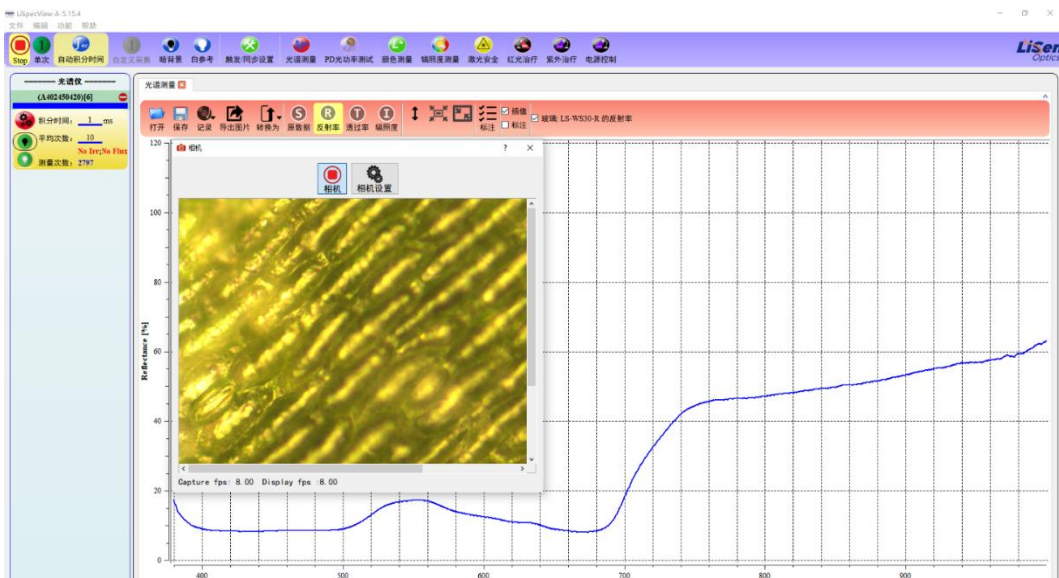 LiSpecView-A-5.15.4
文件 编辑 功能 帮助
Stop 单次 自动积分时间 自定义采集 暗背景 白参考 触发/同步设置 光谱测量 PD光功率测试 颜色测量 辐照度测量 激光安全 红光治疗 紫外治疗 电源控制
LiSen
Optics
光谱仪
(A402450420)[6]
积分时间: 1 ms
平均次数: 10
No Irr;No Flux
测量次数: 2797
光谱测量
打开 保存 记录 导出图片 转换为 S 原数据 R 反射率 T 透过率 I 辐照度 标注
插值
标注
玻璃: LS-WS30-R 的反射率
相机 ? ×
相机 相机设置
Capture fps: 8.00 Display fps :8.00
Reflectance [%]
120
100
80
60
40
20
0
400 500 600 700 800 900